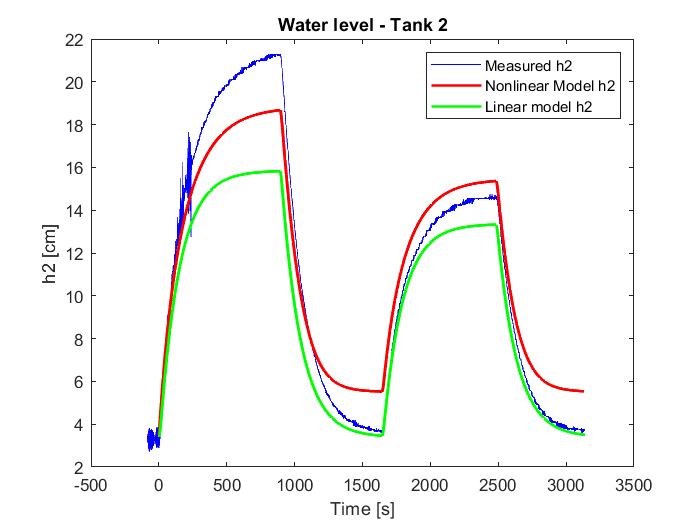 Water level - Tank 2
22
20
18
16
14
12
10
8
6
4
2
h2 [cm]
Measured h2
Nonlinear Model h2
Linear model h2
-500 0 500 1000 1500 2000 2500 3000 3500
Time [s]